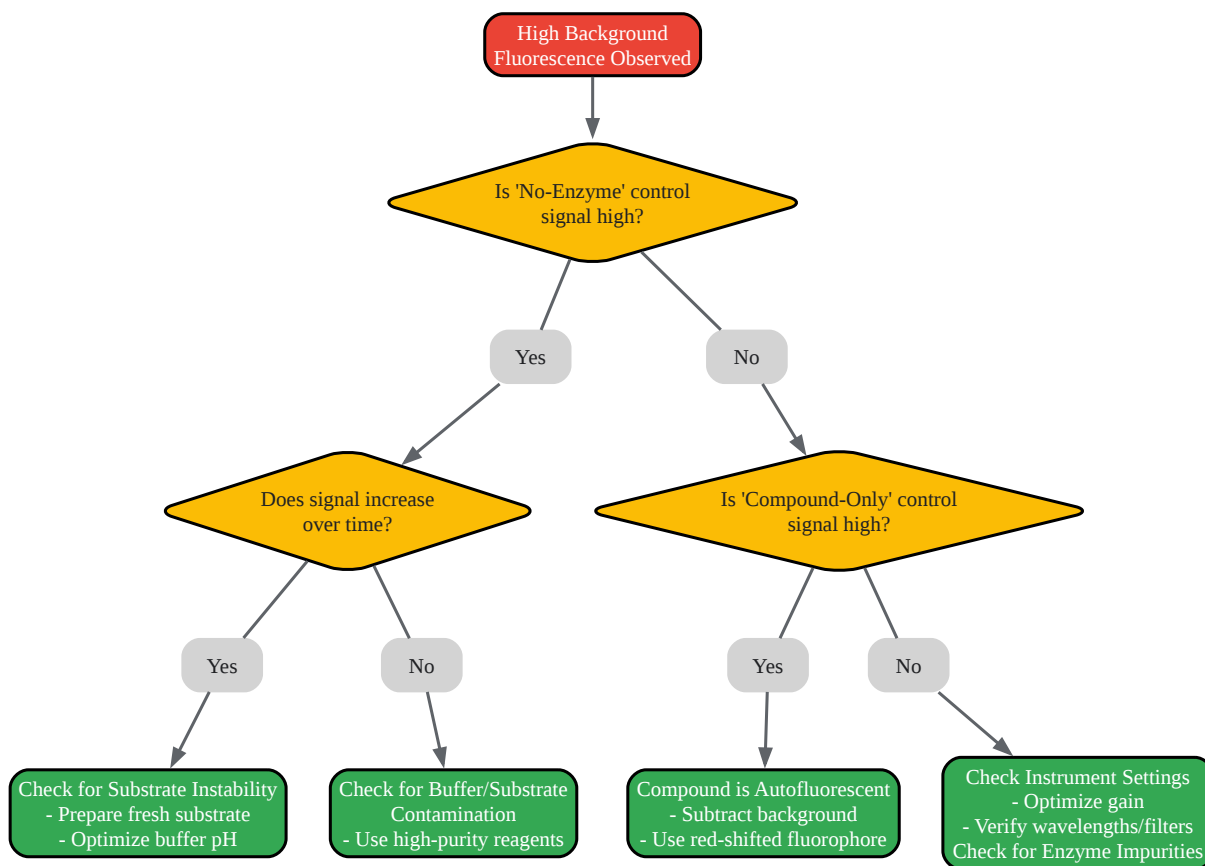 High Background
Fluorescence Observed
Is 'No-Enzyme' control
signal high?
Yes
No
Does signal increase
over time?
Is 'Compound-Only' control
signal high?
Yes
No
Yes
No
Check for Substrate Instability
- Prepare fresh substrate
- Optimize buffer pH
Check for Buffer/Substrate
Contamination
- Use high-purity reagents
Compound is Autofluorescent
- Subtract background
- Use red-shifted fluorophore
Check Instrument Settings
- Optimize gain
- Verify wavelengths/filters
Check for Enzyme Impurities